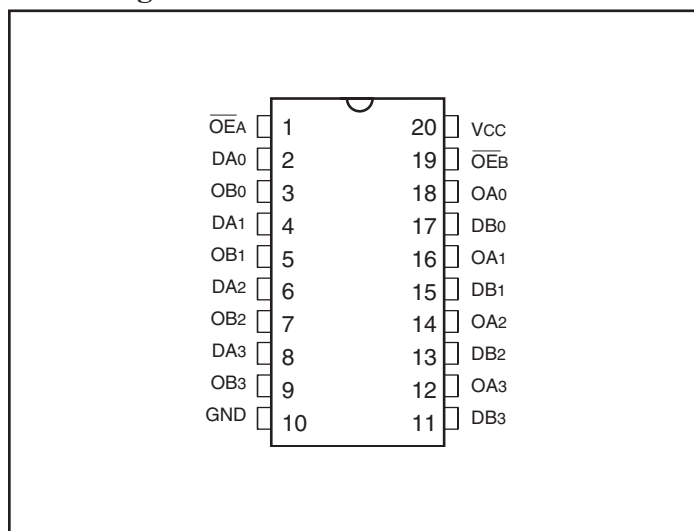 OEA 1 20 VCC
DA0 2 19 OEB
OB0 3 18 OA0
DA1 4 17 DB0
OB1 5 16 OA1
DA2 6 15 DB1
OB2 7 14 OA2
DA3 8 13 DB2
OB3 9 12 OA3
GND 10 11 DB3